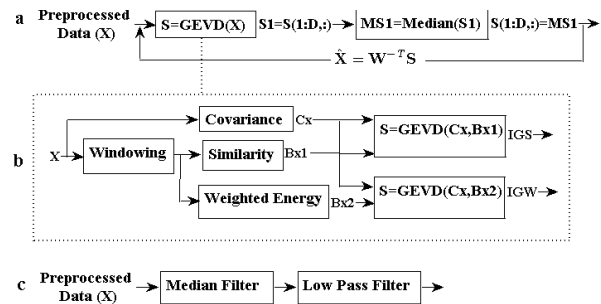 a Preprocessed Data (X)
S=GEVD(X)
S1=S(1:D,:)
MS1=Median(S1)
S(1:D,:)=MS1
X̂ = W^{-T}S
b
X
Windowing
Covariance
Cx
Similarity
Bx1
Weighted Energy
Bx2
S=GEVD(Cx,Bx1)
IGS
S=GEVD(Cx,Bx2)
IGW
c Preprocessed Data (X)
Median Filter
Low Pass Filter